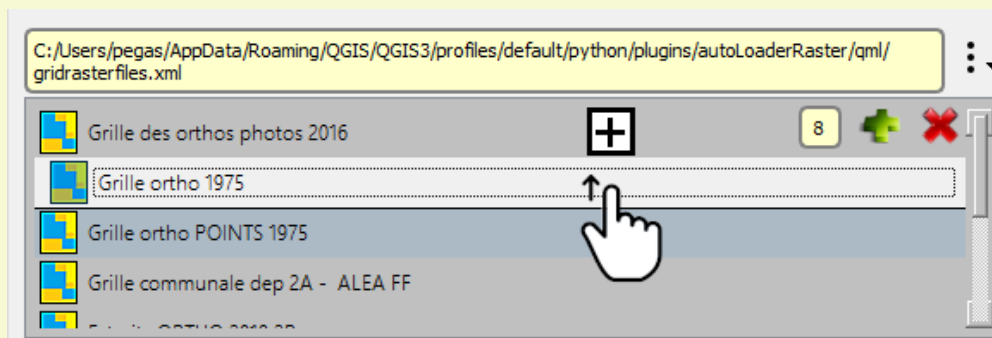 C:/Users/pegas/AppData/Roaming/QGIS/QGIS3/profiles/default/python/plugins/autoLoaderRaster/qml/
gridrasterfiles.xml
Grille des orthos photos 2016
8
Grille ortho 1975
Grille ortho POINTS 1975
Grille communale dep 2A - ALEA FF